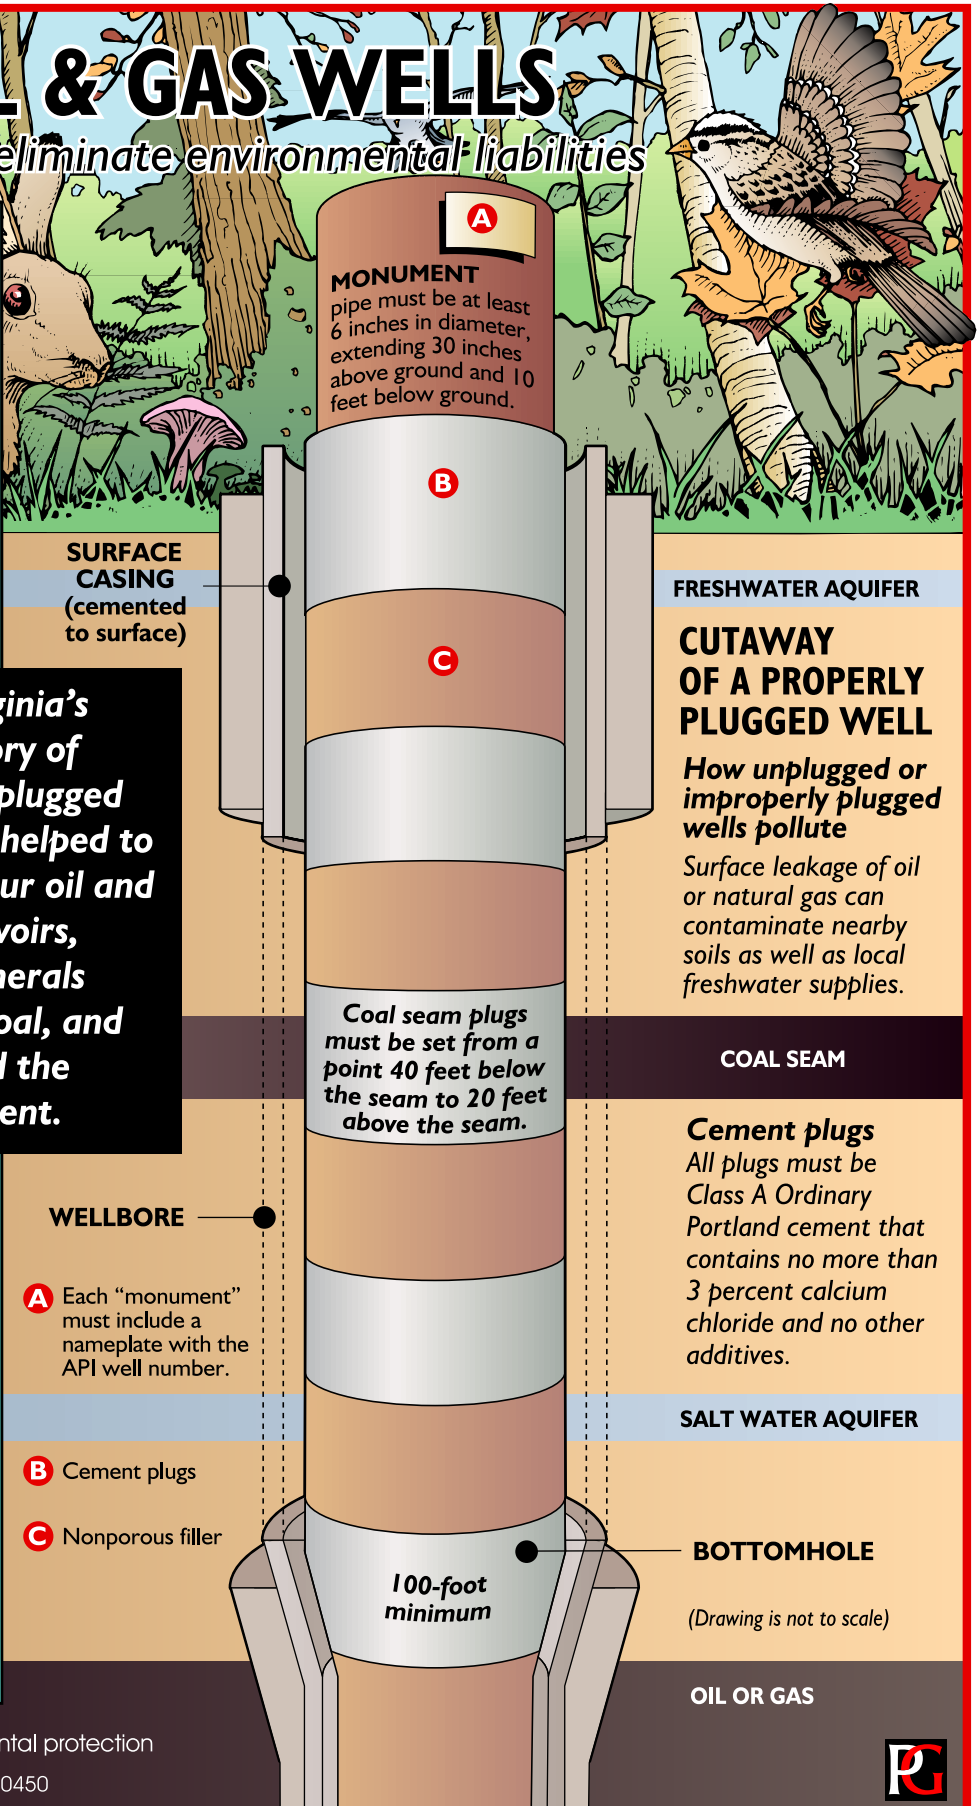 & GAS WELLS
eliminate environmental liabilities
A
MONUMENT
pipe must be at least
6 inches in diameter,
extending 30 inches
above ground and 10
feet below ground.
B
SURFACE
CASING
(cemented
to surface)
C
FRESHWATER AQUIFER
CUTAWAY
OF A PROPERLY
PLUGGED WELL
How unplugged or
improperly plugged
wells pollute
Surface leakage of oil
or natural gas can
contaminate nearby
soils as well as local
freshwater supplies.
ginia's
ory of
plugged
helped to
ur oil and
voirs,
nerals
oal, and
d the
ent.
Coal seam plugs
must be set from a
point 40 feet below
the seam to 20 feet
above the seam.
COAL SEAM
Cement plugs
All plugs must be
Class A Ordinary
Portland cement that
contains no more than
3 percent calcium
chloride and no other
additives.
WELLBORE
A Each “monument”
must include a
nameplate with the
API well number.
SALT WATER AQUIFER
B Cement plugs
C Nonporous filler
BOTTOMHOLE
100-foot
minimum
(Drawing is not to scale)
OIL OR GAS
ntal protection
0450
PG